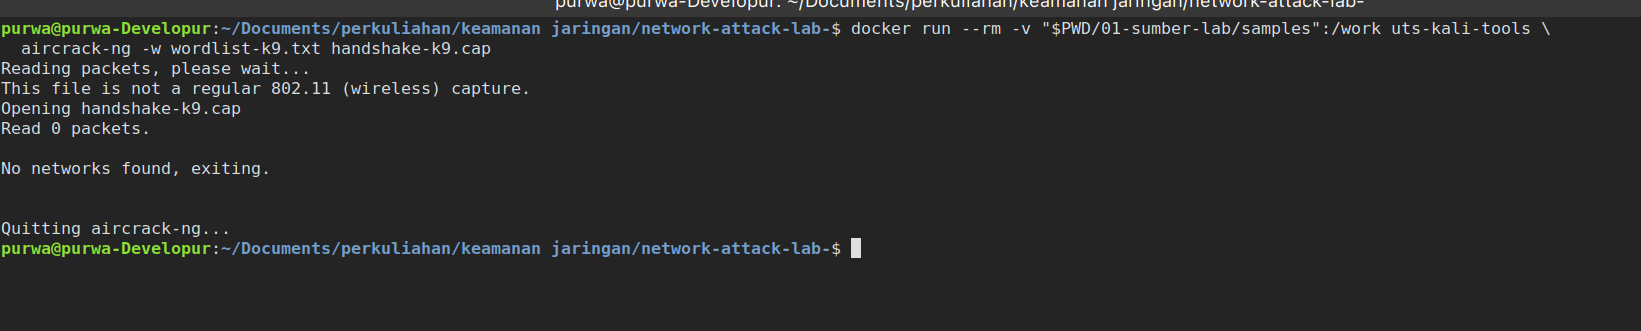 purwa@purwa-Developur: ~/Documents/perkuliahan/keamanan jaringan/network-attack-lab-
purwa@purwa-Developur:~/Documents/perkuliahan/keamanan jaringan/network-attack-lab-$ docker run --rm -v "$PWD/01-sumber-lab/samples":/work uts-kali-tools \
  aircrack-ng -w wordlist-k9.txt handshake-k9.cap
Reading packets, please wait...
This file is not a regular 802.11 (wireless) capture.
Opening handshake-k9.cap
Read 0 packets.
No networks found, exiting.
Quitting aircrack-ng...
purwa@purwa-Developur:~/Documents/perkuliahan/keamanan jaringan/network-attack-lab-$